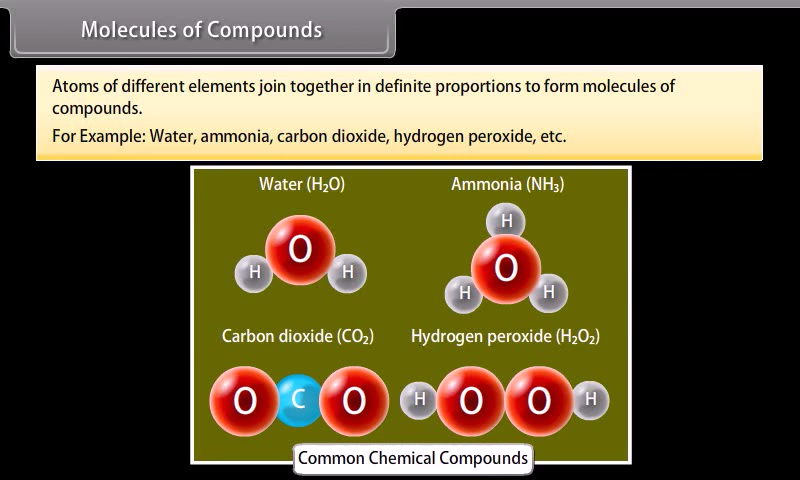 Molecules of Compounds
Atoms of different elements join together in definite proportions to form molecules of
compounds.
For Example: Water, ammonia, carbon dioxide, hydrogen peroxide, etc.
Water (H₂O)
Ammonia (NH₃)
O
H
H
H
O
H
H
Carbon dioxide (CO₂)
Hydrogen peroxide (H₂O₂)
O C O
H O O H
Common Chemical Compounds